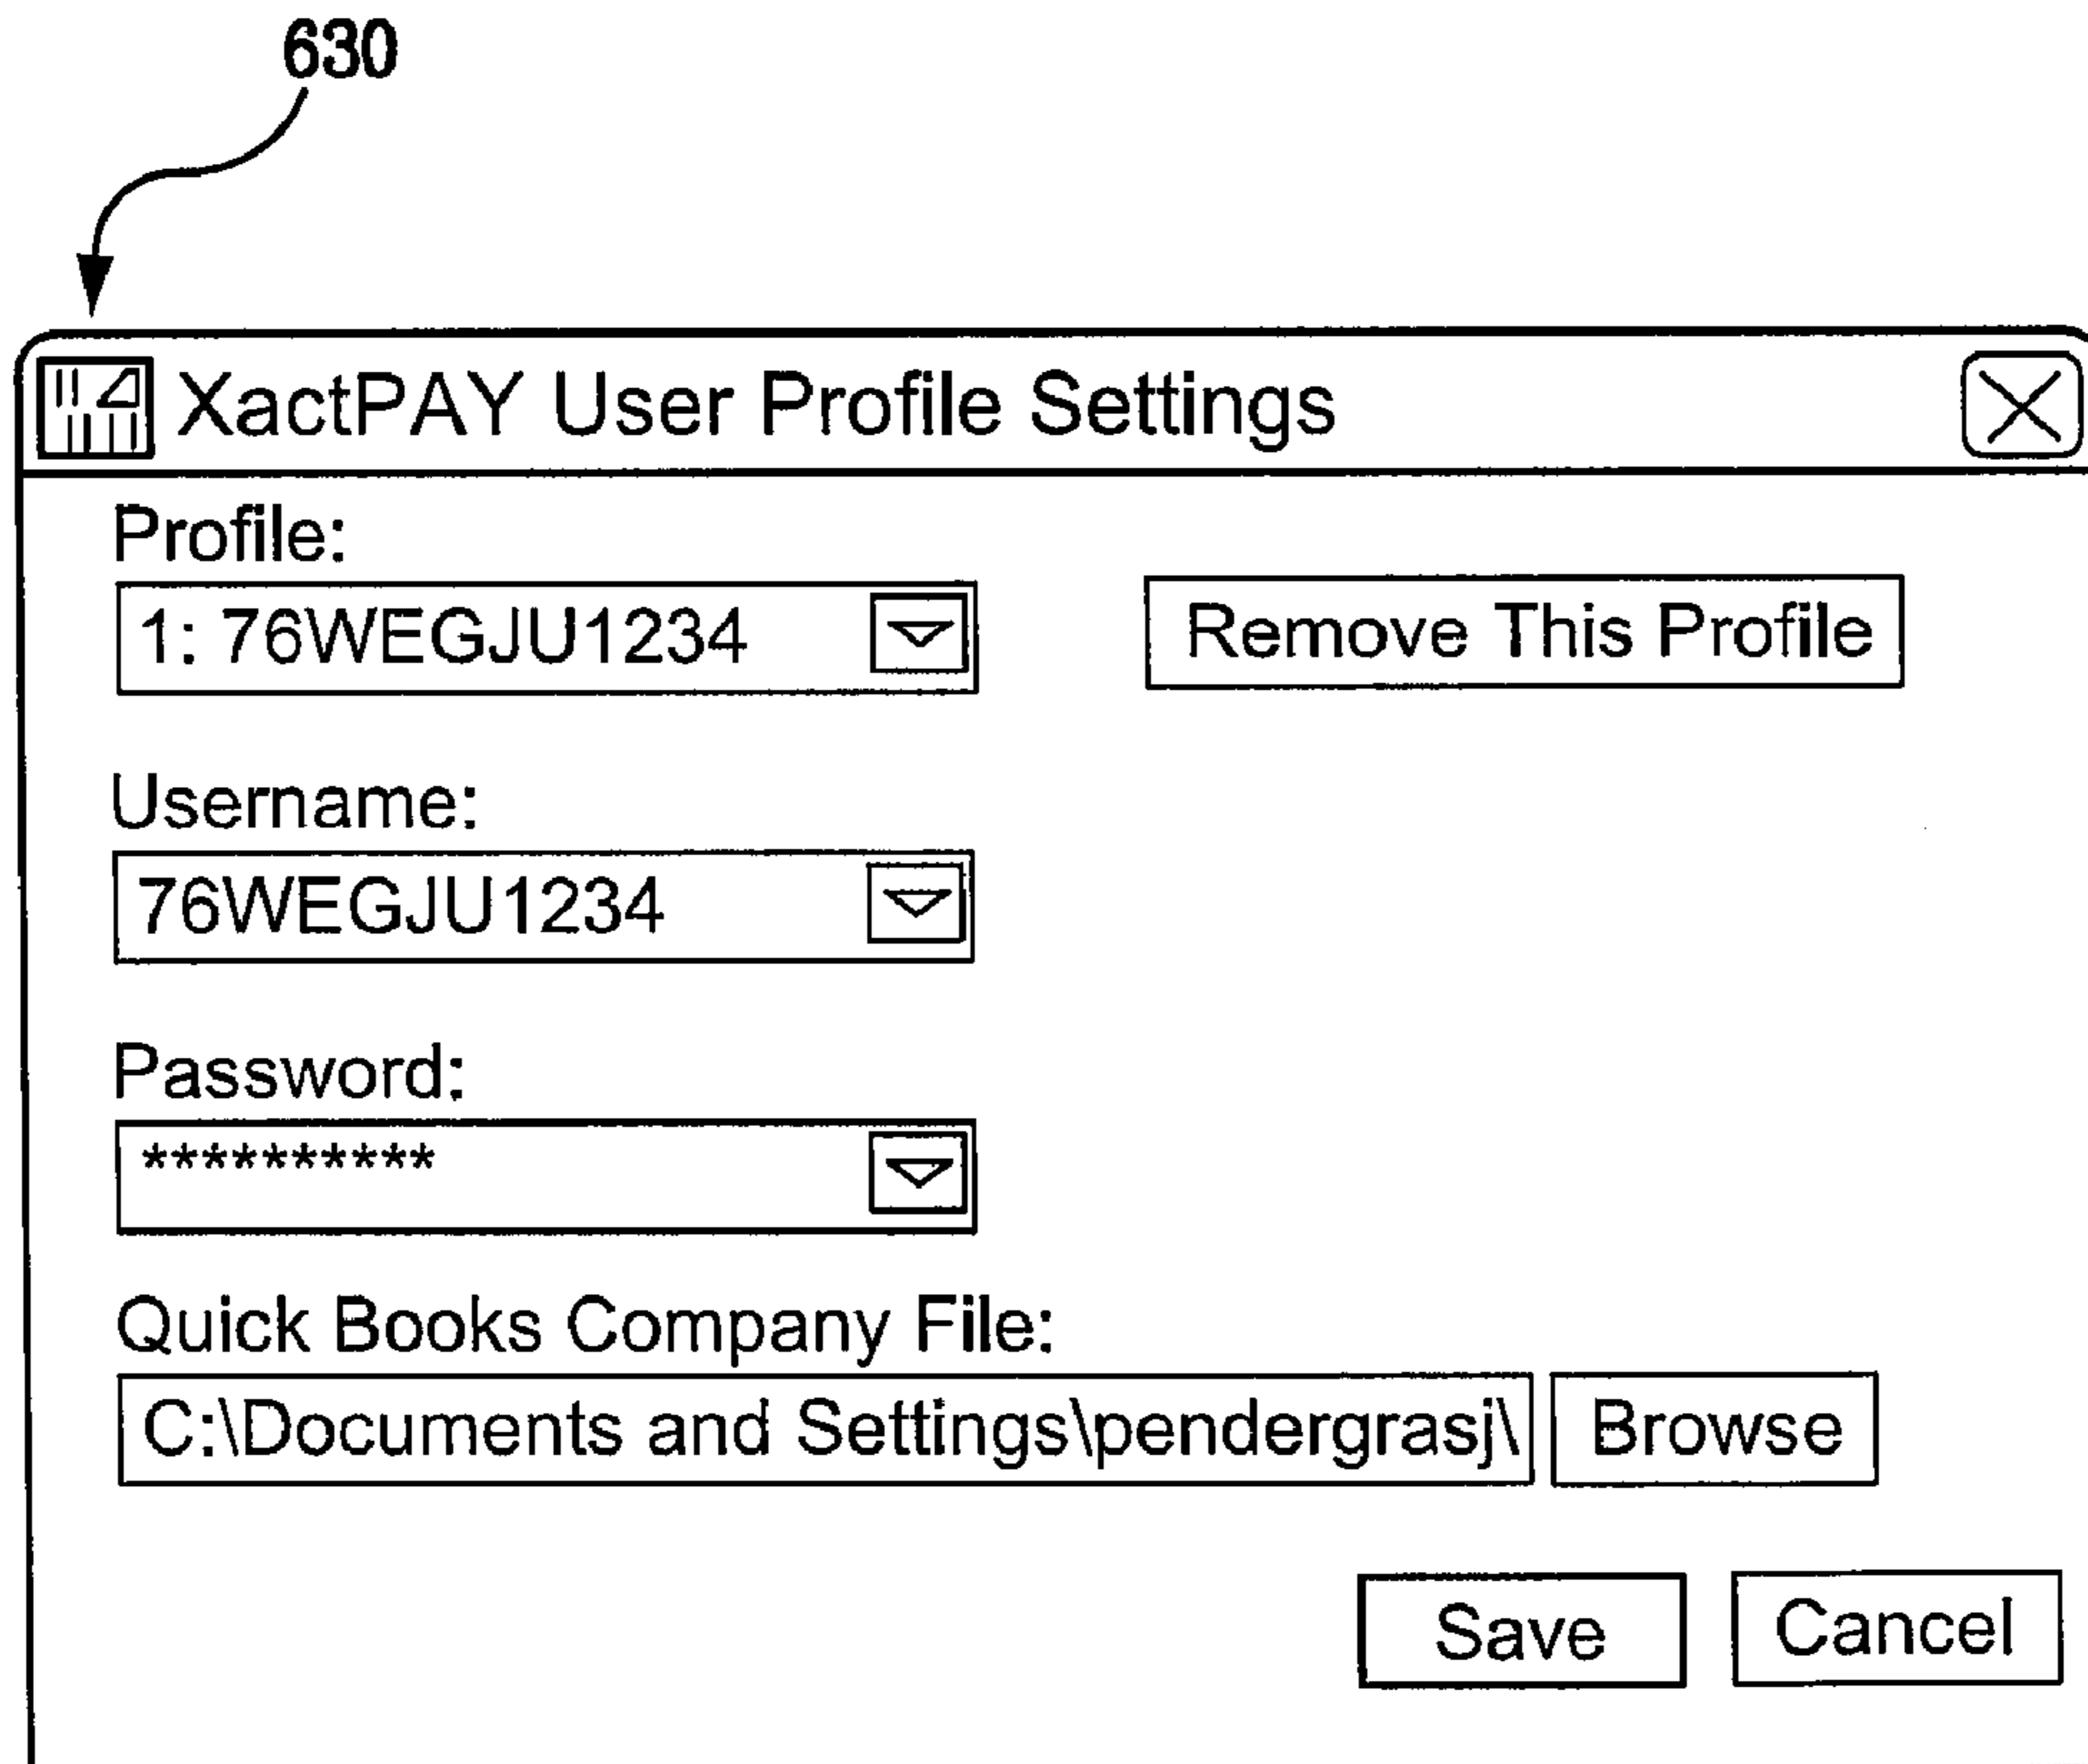 630
XactPAY User Profile Settings
Profile:
1: 76WEGJU1234
Remove This Profile
Username:
76WEGJU1234
Password:
**********
Quick Books Company File:
C:\Documents and Settings\pendergrasj\
Browse
Save
Cancel